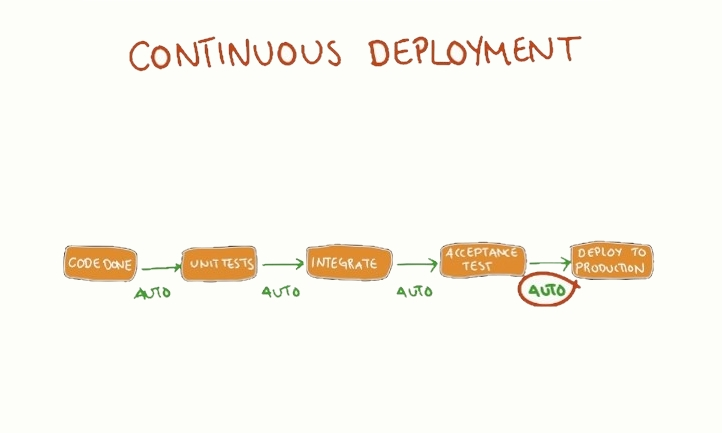 CONTINUOUS DEPLOYMENT
CODE DONE
UNIT TESTS
INTEGRATE
ACCEPTANCE
TEST
DEPLOY TO
PRODUCTION
AUTO
AUTO
AUTO
AUTO